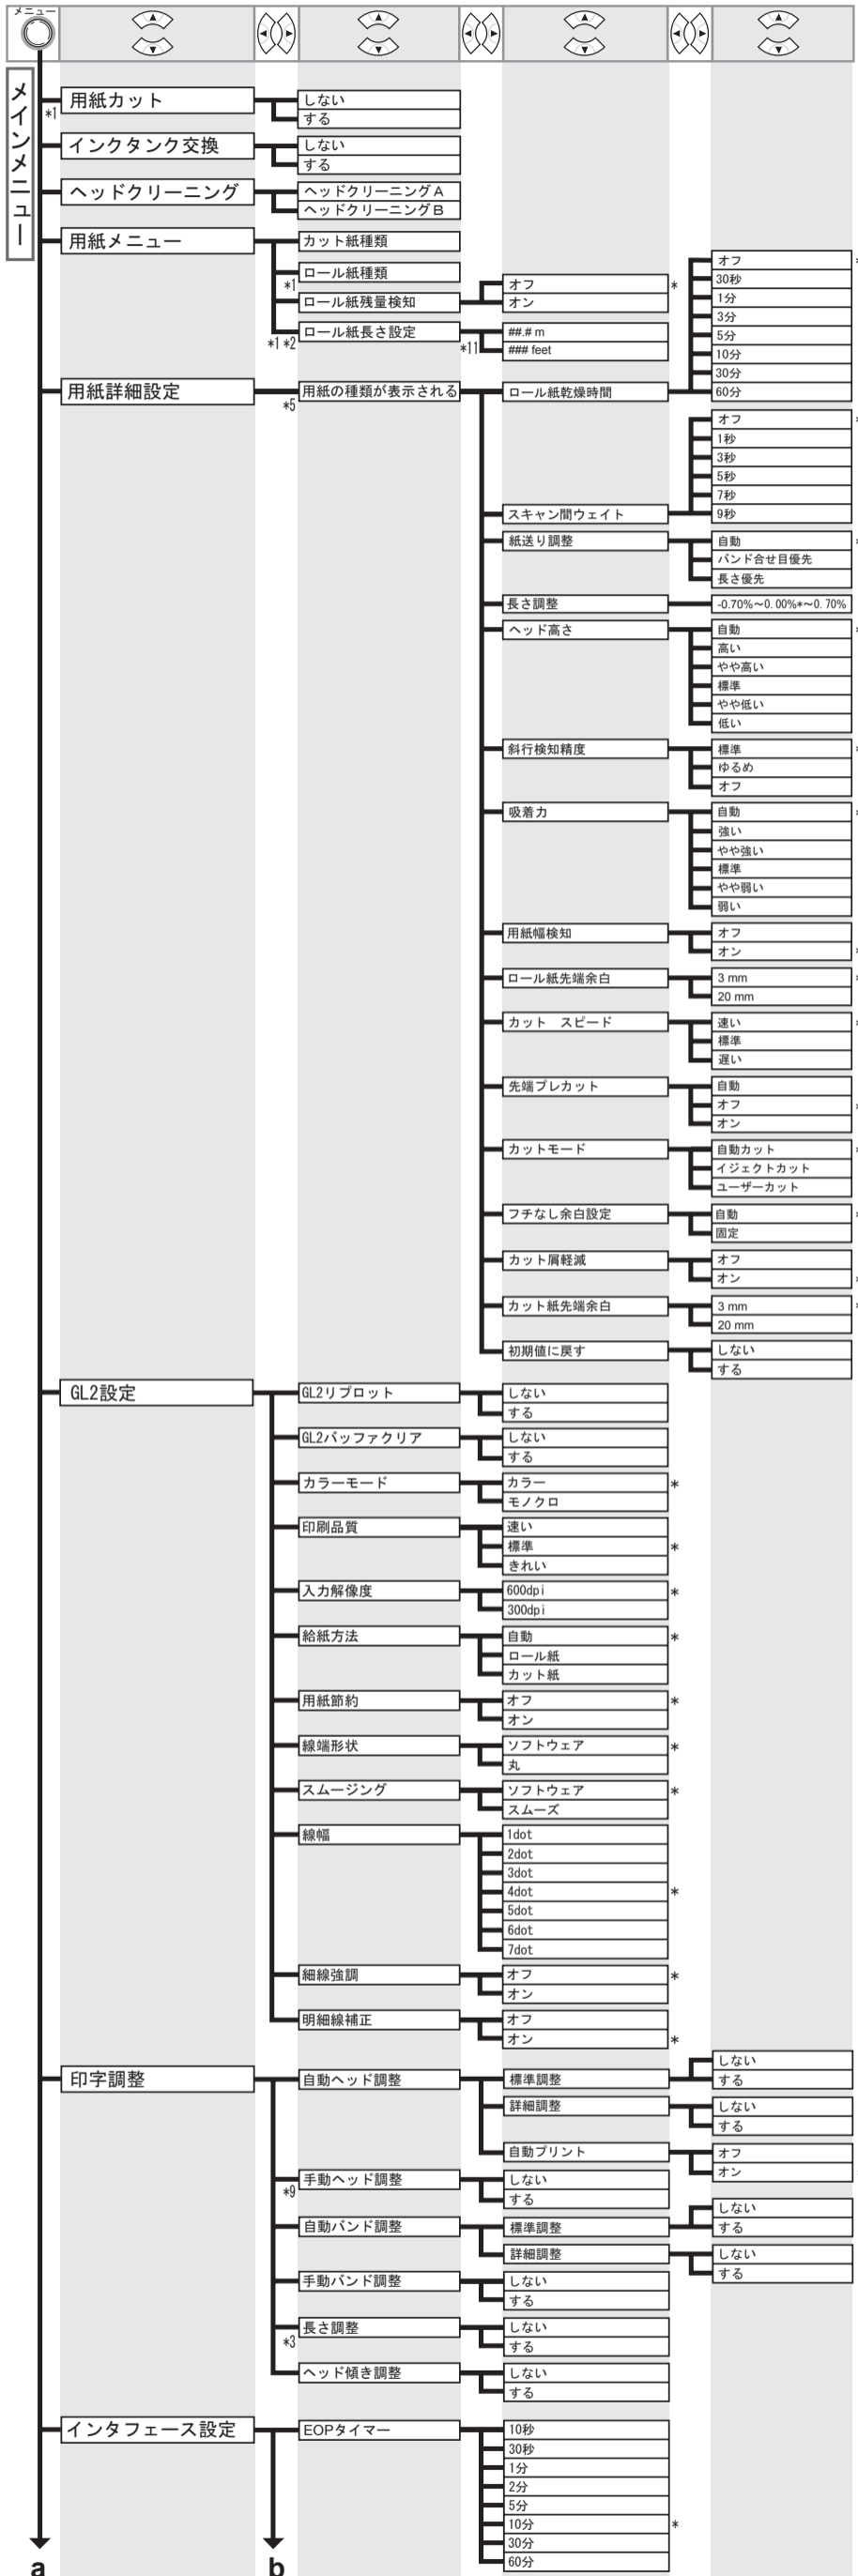 メニュー
メインメニュー
*1
用紙カット
しない
する
インクタンク交換
しない
する
ヘッドクリーニング
ヘッドクリーニングA
ヘッドクリーニングB
用紙メニュー
カット紙種類
ロール紙種類
*1
ロール紙残量検知
オフ
*
オン
*1 *2
ロール紙長さ設定
*11
##.# m
### feet
用紙詳細設定
*5
用紙の種類が表示される
ロール紙乾燥時間
オフ
*
30秒
1分
3分
5分
10分
30分
60分
スキャン間ウェイト
オフ
*
1秒
3秒
5秒
7秒
9秒
紙送り調整
自動
*
バンド合せ目優先
長さ優先
長さ調整
-0.70%~0.00%*~0.70%
ヘッド高さ
自動
*
高い
やや高い
標準
やや低い
低い
斜行検知精度
標準
*
ゆるめ
オフ
吸着力
自動
*
強い
やや強い
標準
やや弱い
弱い
用紙幅検知
オフ
オン
*
ロール紙先端余白
3 mm
*
20 mm
カット スピード
速い
*
標準
遅い
先端プレカット
自動
オフ
*
オン
カットモード
自動カット
*
イジェクトカット
ユーザーカット
フチなし余白設定
自動
*
固定
カット屑軽減
オフ
オン
*
カット紙先端余白
3 mm
*
20 mm
初期値に戻す
しない
する
GL2設定
GL2リプロット
しない
する
GL2バッファクリア
しない
する
カラーモード
カラー
*
モノクロ
印刷品質
速い
標準
*
きれい
入力解像度
600dpi
*
300dpi
給紙方法
自動
*
ロール紙
カット紙
用紙節約
オフ
*
オン
線端形状
ソフトウェア
*
丸
スムージング
ソフトウェア
*
スムーズ
線幅
1dot
2dot
3dot
4dot
*
5dot
6dot
7dot
細線強調
オフ
*
オン
明細線補正
オフ
オン
*
印字調整
自動ヘッド調整
標準調整
しない
する
詳細調整
しない
する
自動プリント
オフ
オン
*9
手動ヘッド調整
しない
する
自動バンド調整
標準調整
しない
する
詳細調整
しない
する
手動バンド調整
しない
する
*3
長さ調整
しない
する
ヘッド傾き調整
しない
する
インタフェース設定
EOPタイマー
10秒
30秒
1分
2分
5分
10分
*
30分
60分
a
b